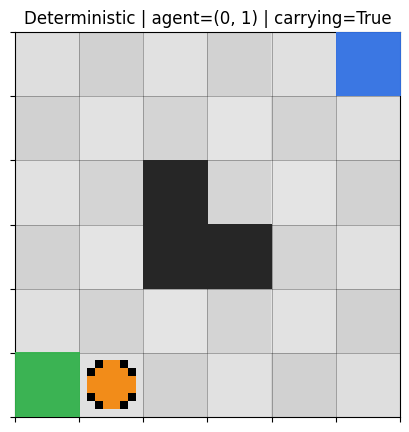 Deterministic | agent=(0, 1) | carrying=True